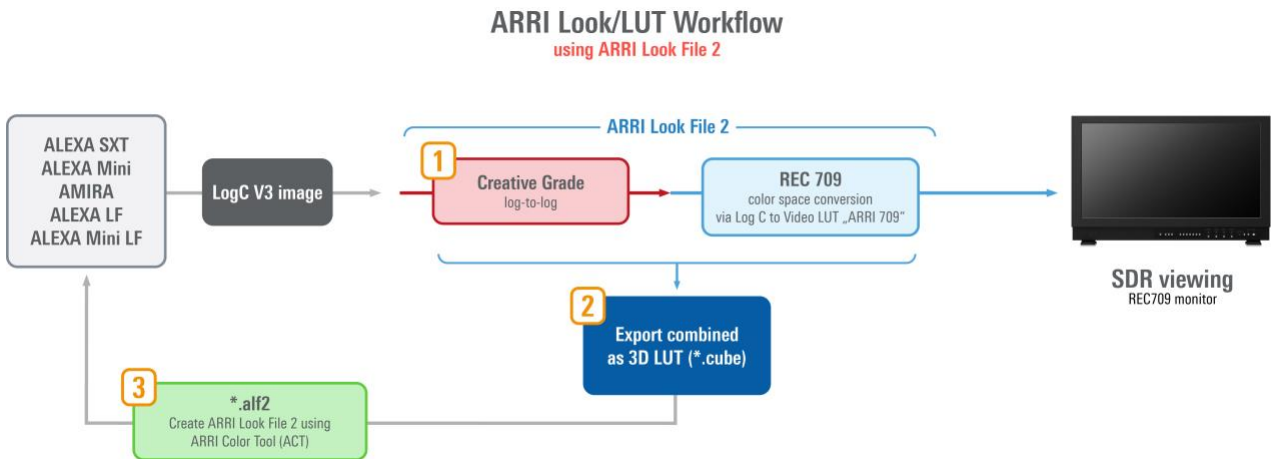 ARRI Look/LUT Workflow
using ARRI Look File 2
ALEXA SXT
ALEXA Mini
AMIRA
ALEXA LF
ALEXA Mini LF
LogC V3 image
ARRI Look File 2
1
Creative Grade
log-to-log
REC 709
color space conversion
via Log C to Video LUT „ARRI 709”
SDR viewing
REC709 monitor
2
Export combined
as 3D LUT (*.cube)
3
*.alf2
Create ARRI Look File 2 using
ARRI Color Tool (ACT)